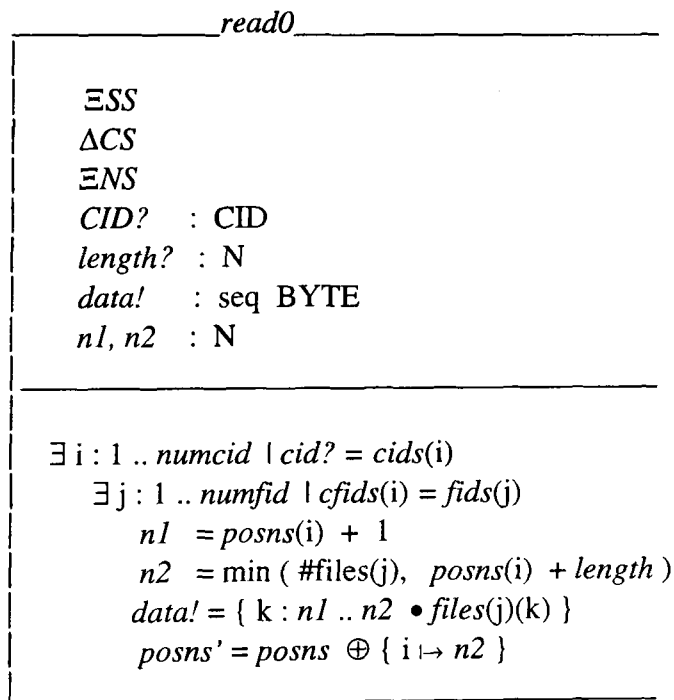 read0
ΞSS
ΔCS
ΞNS
CID? : CID
length? : N
data! : seq BYTE
n1, n2 : N
∃ i : 1 .. numcid | cid? = cids(i)
∃ j : 1 .. numfid | cfids(i) = fids(j)
n1 = posns(i) + 1
n2 = min ( #files(j), posns(i) + length )
data! = { k : n1 .. n2 • files(j)(k) }
posns' = posns ⊕ { i ↦ n2 }